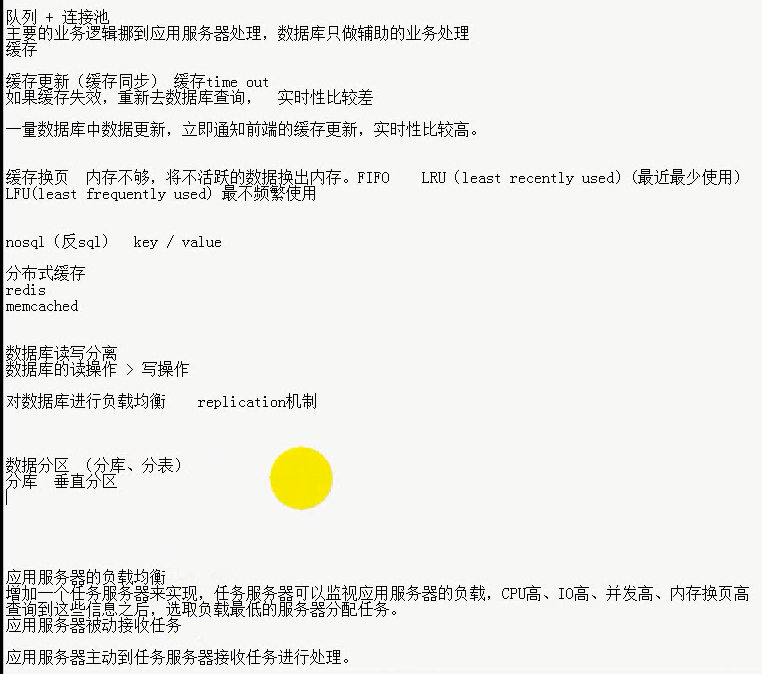 队列 + 连接池
主要的业务逻辑挪到应用服务器处理，数据库只做辅助的业务处理
缓存
缓存更新（缓存同步） 缓存time out
如果缓存失效，重新去数据库查询， 实时性比较差
一量数据库中数据更新，立即通知前端的缓存更新，实时性比较高。
缓存换页 内存不够，将不活跃的数据换出内存。FIFO LRU（least recently used）(最近最少使用)
LFU(least frequently used) 最不频繁使用
nosql（反sql） key / value
分布式缓存
redis
memcached
数据库读写分离
数据库的读操作 > 写操作
对数据库进行负载均衡 replication机制
数据分区 （分库、分表）
分库 垂直分区
应用服务器的负载均衡
增加一个任务服务器来实现，任务服务器可以监视应用服务器的负载，CPU高、IO高、并发高、内存换页高
查询到这些信息之后，选取负载最低的服务器分配任务。
应用服务器被动接收任务
应用服务器主动到任务服务器接收任务进行处理。